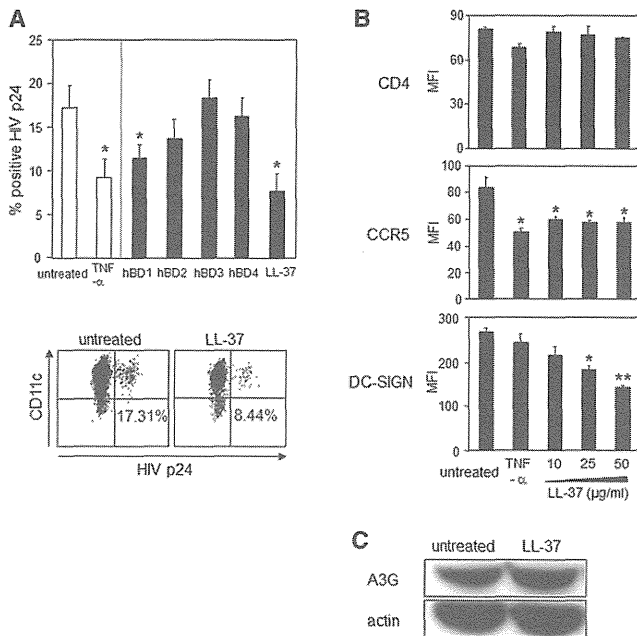 A
% positive HIV p24
25
20
15
10
5
0
*
*
*
untreated
TNF
-α
hBD1
hBD2
hBD3
hBD4
LL-37
untreated
LL-37
CD11c
17.31%
8.44%
HIV p24
B
CD4
MFI
90
60
30
0
CCR5
MFI
100
80
60
40
20
0
*
*
*
*
DC-SIGN
MFI
300
200
100
0
*
**
untreated
TNF
-α
10
25
50
LL-37 (µg/ml)
C
untreated
LL-37
A3G
actin